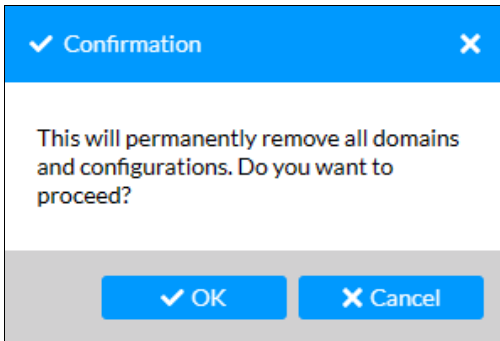 Confirmation
This will permanently remove all domains
and configurations. Do you want to
proceed?
OK
Cancel